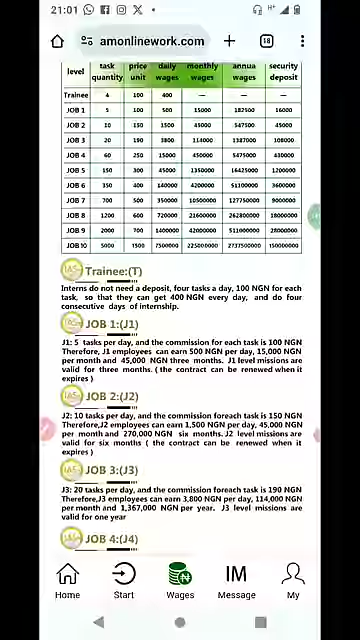 21:01
amonlinework.com
58
level task quantity price unit daily wages monthly wages annua wages security deposit
Trainee 4 100 400 — — —
JOB 1 5 100 500 15000 182500 16000
JOB 2 10 150 1500 45000 547500 45000
JOB 3 20 190 3800 114000 1387000 108000
JOB 4 60 250 15000 450000 5475000 430000
JOB 5 150 300 45000 1350000 16425000 1200000
JOB 6 350 400 140000 4200000 51100000 3600000
JOB 7 700 500 350000 10500000 127750000 9000000
JOB 8 1200 600 720000 21600000 262800000 18000000
JOB 9 2000 700 1400000 42000000 511000000 28000000
JOB 10 5000 1500 7500000 225000000 2737500000 150000000
Trainee:(T)
Interns do not need a deposit, four tasks a day, 100 NGN for each
task, so that they can get 400 NGN every day, and do four
consecutive days of internship.
JOB 1:(J1)
J1: 5 tasks per day, and the commission for each task is 100 NGN
Therefore, J1 employees can earn 500 NGN per day, 15,000 NGN
per month and 45,000 NGN three months. J1 level missions are
valid for three months. ( the contract can be renewed when it
expires )
JOB 2:(J2)
J2: 10 tasks per day, and the commission foreach task is 150 NGN
Therefore,J2 employees can earn 1,500 NGN per day, 45,000 NGN
per month and 270,000 NGN six months. J2 level missions are
valid for six months ( the contract can be renewed when it
expires )
JOB 3:(J3)
J3: 20 tasks per day, and the commission foreach task is 190 NGN
Therefore,J3 employees can earn 3,800 NGN per day, 114,000 NGN
per month and 1,367,000 NGN per year. J3 level missions are
valid for one year
JOB 4:(J4)
Home Start Wages Message My